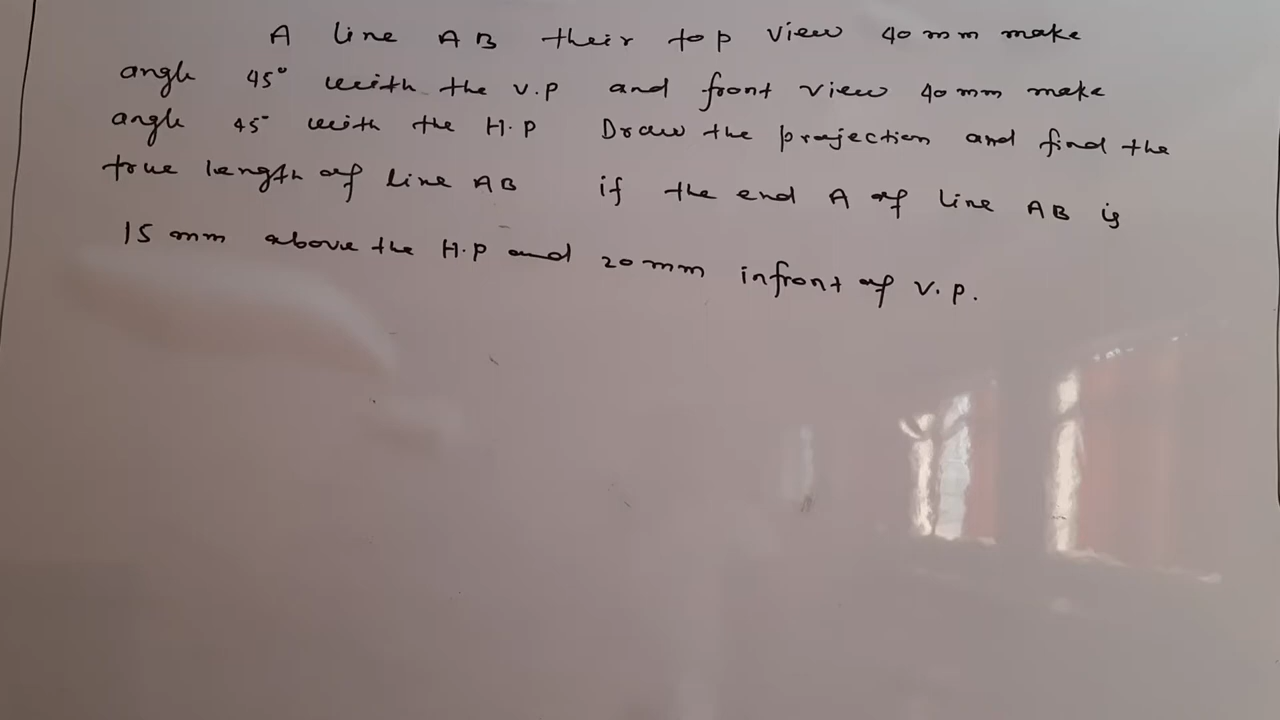 A line AB their top view 40 mm make
angle 45° with the V.P and front view 40 mm make
angle 45° with the H.P Draw the projection and find the
true length of line AB if the end A of line AB is
15 mm above the H.P and 20 mm infront of V.P.